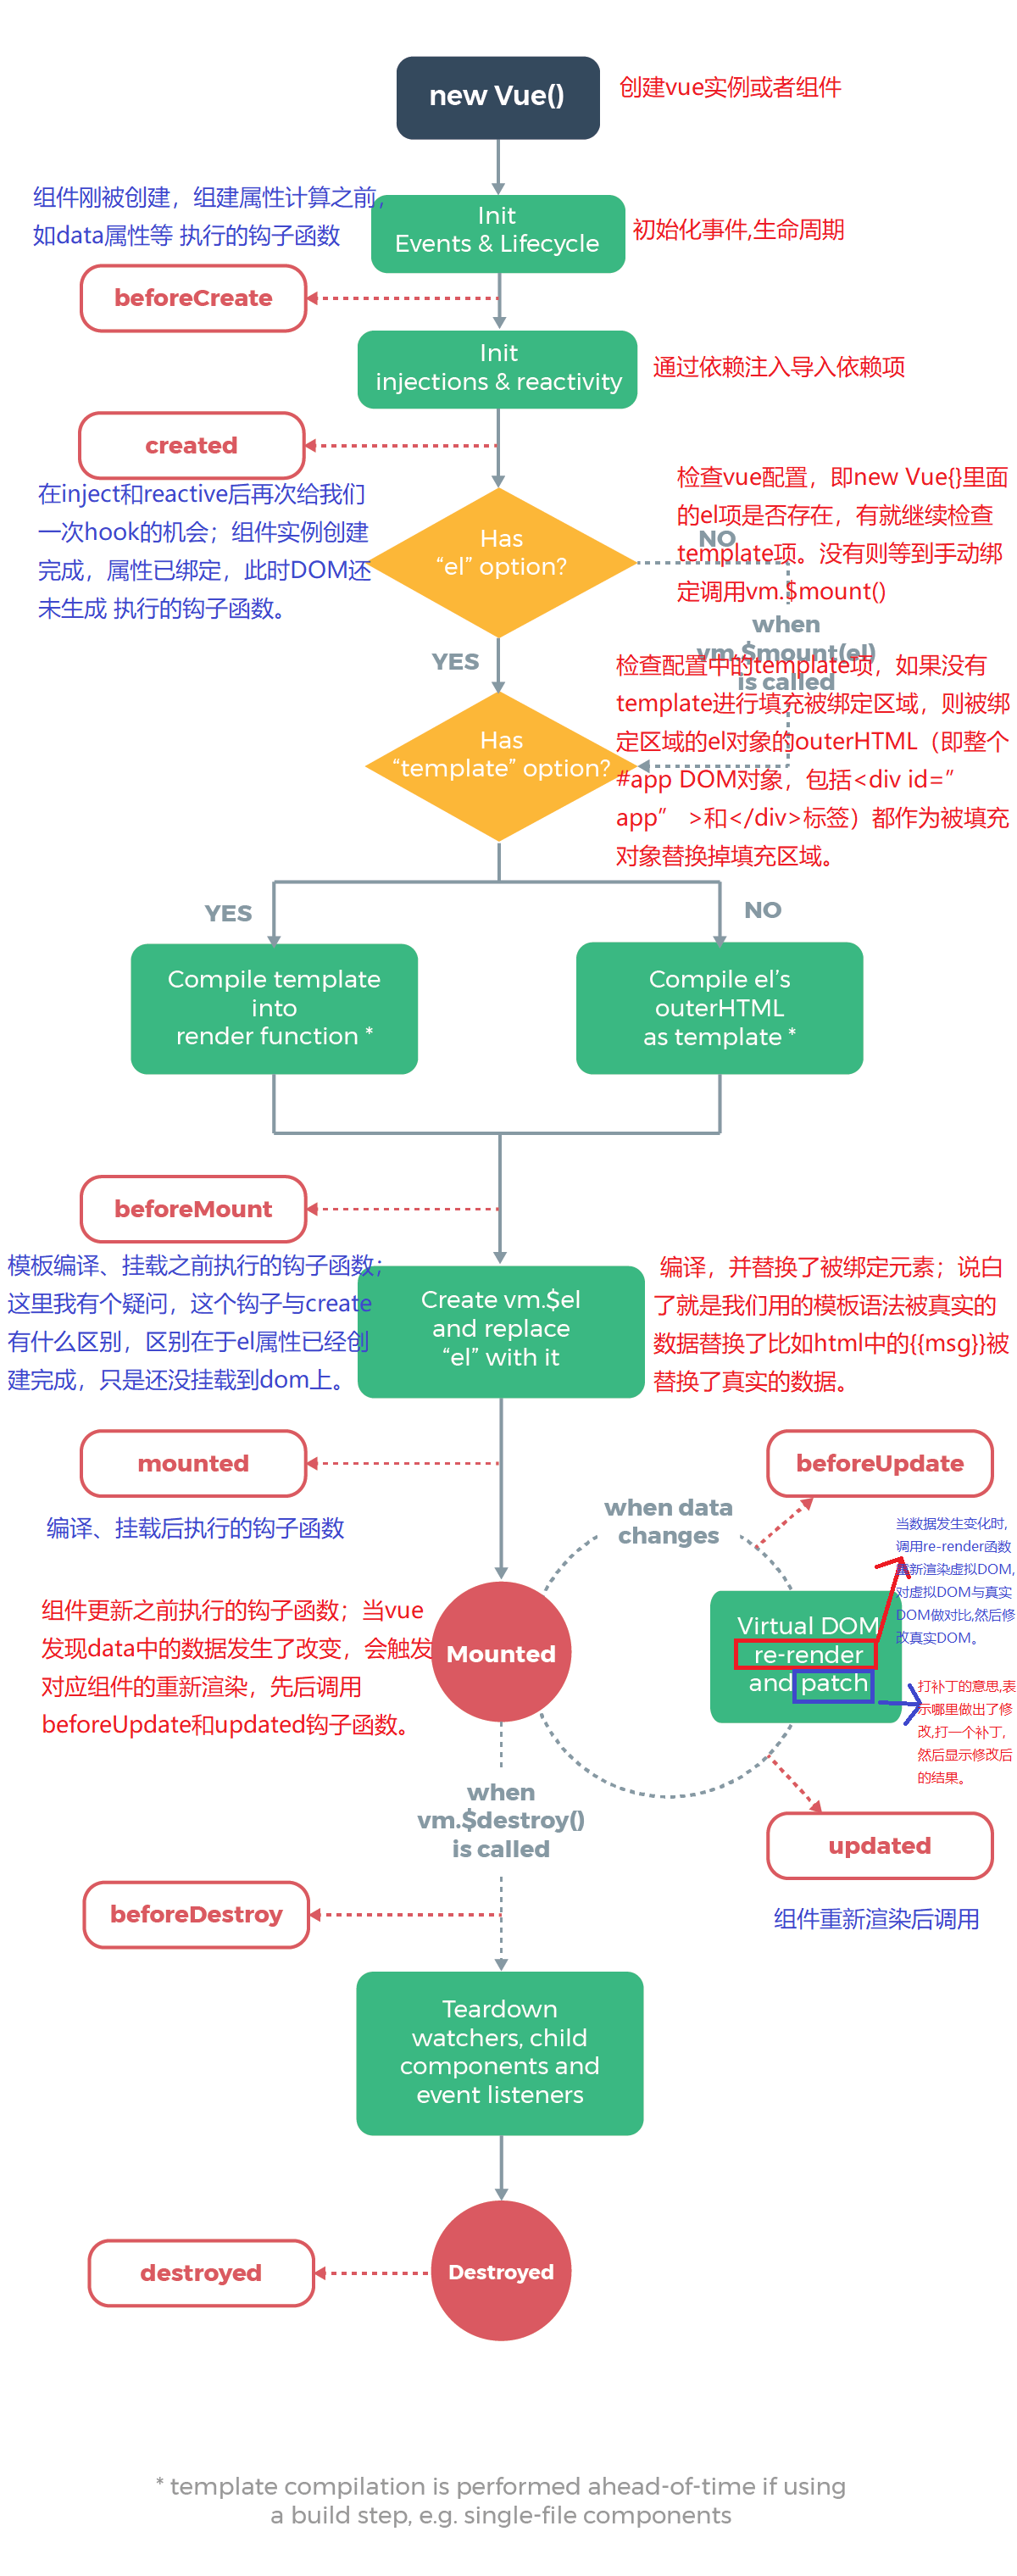 new Vue()
创建vue实例或者组件
组件刚被创建，组建属性计算之前，
如data属性等 执行的钩子函数
Init
Events & Lifecycle
初始化事件,生命周期
beforeCreate
Init
injections & reactivity
通过依赖注入导入依赖项
created
在inject和reactive后再次给我们
一次hook的机会；组件实例创建
完成，属性已绑定，此时DOM还
未生成 执行的钩子函数。
Has
“el” option?
检查vue配置，即new Vue{}里面
的el项是否存在，有就继续检查
template项。没有则等到手动绑
定调用vm.$mount()
NO
when
vm.$mount(el)
is called
YES
检查配置中的template项，如果没有
template进行填充被绑定区域，则被绑
定区域的el对象的outerHTML（即整个
#app DOM对象，包括<div id=”
app” >和</div>标签）都作为被填充
对象替换掉填充区域。
Has
“template” option?
YES
NO
Compile template
into
render function *
Compile el’s
outerHTML
as template *
beforeMount
模板编译、挂载之前执行的钩子函数；
这里我有个疑问，这个钩子与create
有什么区别，区别在于el属性已经创
建完成，只是还没挂载到dom上。
Create vm.$el
and replace
“el” with it
编译，并替换了被绑定元素；说白
了就是我们用的模板语法被真实的
数据替换了比如html中的{{msg}}被
替换了真实的数据。
mounted
编译、挂载后执行的钩子函数
beforeUpdate
when data
changes
当数据发生变化时,
调用re-render函数
重新渲染虚拟DOM,
对虚拟DOM与真实
DOM做对比,然后修
改真实DOM。
组件更新之前执行的钩子函数；当vue
发现data中的数据发生了改变，会触发
对应组件的重新渲染，先后调用
beforeUpdate和updated钩子函数。
Mounted
Virtual DOM
re-render
and patch
打补丁的意思,表
示哪里做出了修
改,打一个补丁,
然后显示修改后
的结果。
when
vm.$destroy()
is called
updated
组件重新渲染后调用
beforeDestroy
Teardown
watchers, child
components and
event listeners
destroyed
Destroyed
* template compilation is performed ahead-of-time if using
a build step, e.g. single-file components